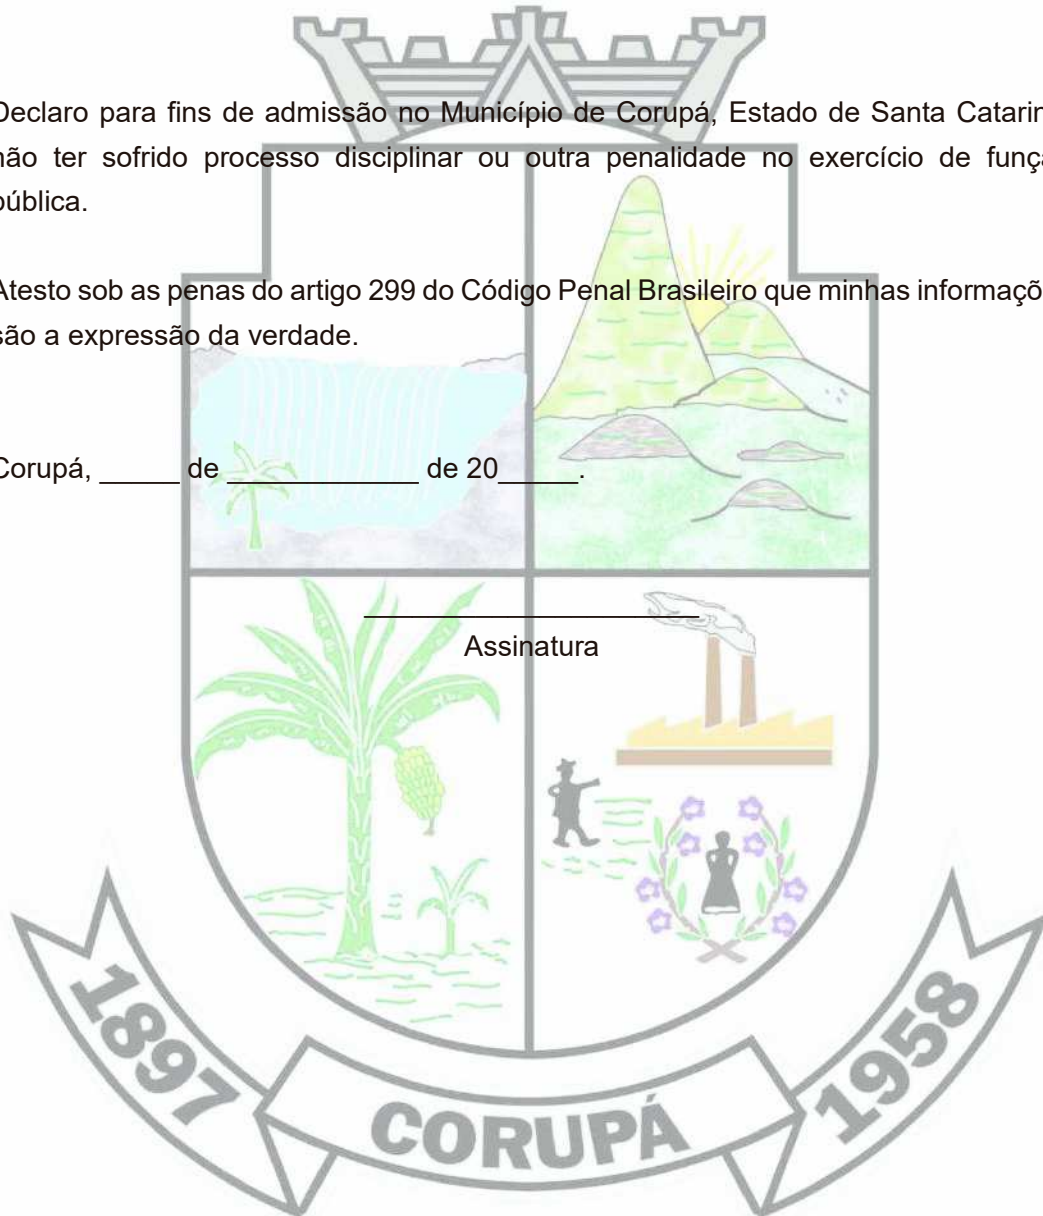 Declaro para fins de admissão no Município de Corupá, Estado de Santa Catarin
não ter sofrido processo disciplinar ou outra penalidade no exercício de funçã
pública.
Atesto sob as penas do artigo 299 do Código Penal Brasileiro que minhas informaçõ
são a expressão da verdade.
Corupá, _____ de ____________ de 20_____.
_____________________
Assinatura
1897
CORUPÁ
1958